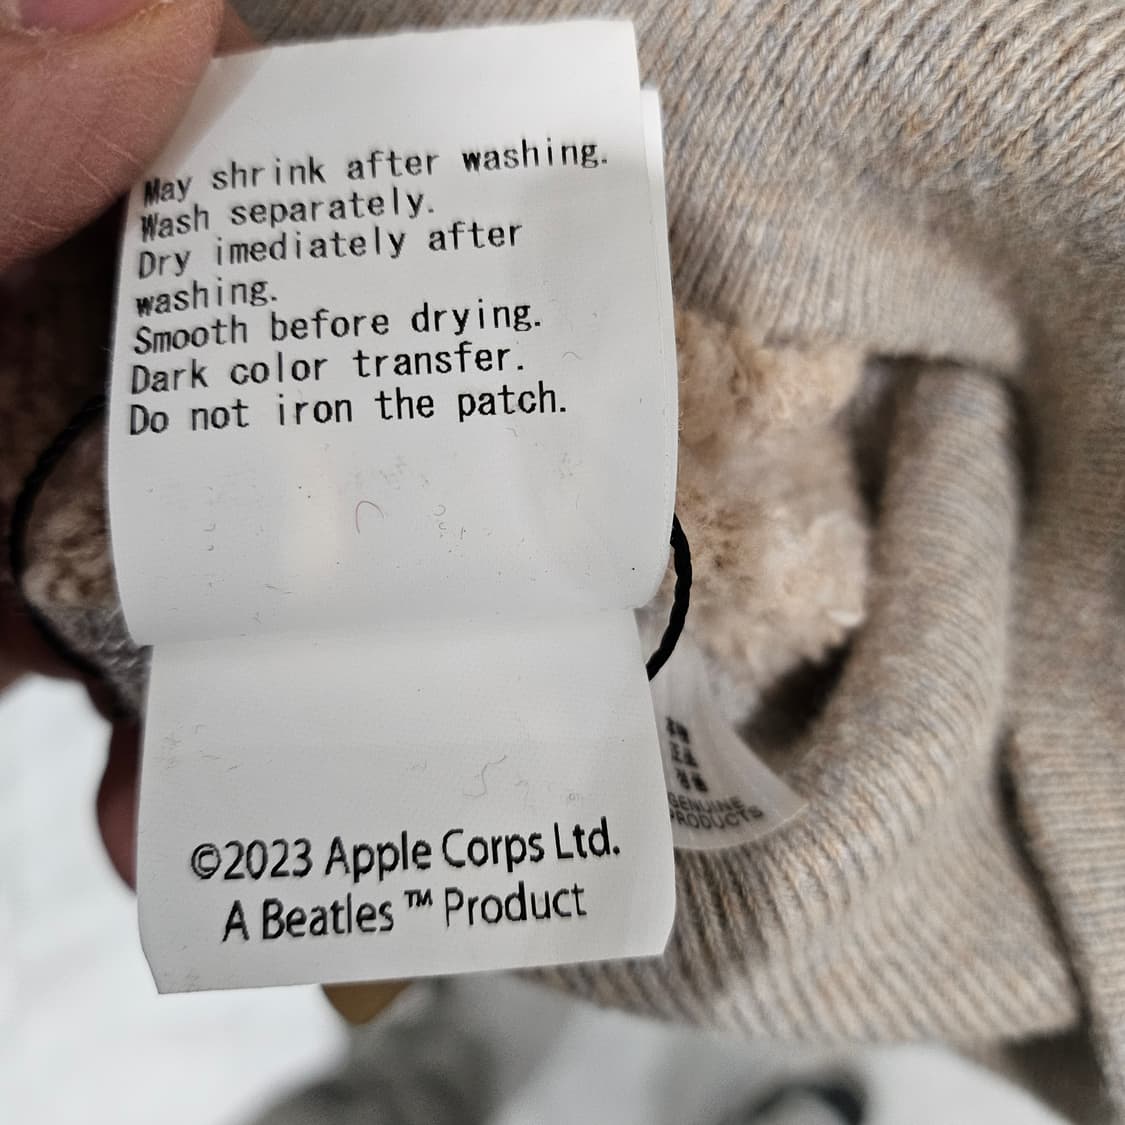 May shrink after washing.
Wash separately.
Dry imediately after
washing.
Smooth before drying.
Dark color transfer.
Do not iron the patch.
©2023 Apple Corps Ltd.
A Beatles ™ Product
GENUINE
PRODUCTS